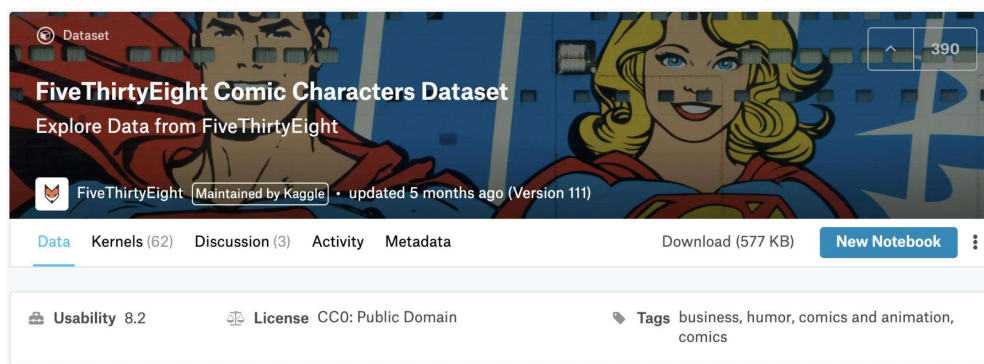 Dataset
390
FiveThirtyEight Comic Characters Dataset
Explore Data from FiveThirtyEight
FiveThirtyEight Maintained by Kaggle • updated 5 months ago (Version 111)
Data Kernels (62) Discussion (3) Activity Metadata Download (577 KB) New Notebook
Usability 8.2 License CC0: Public Domain Tags business, humor, comics and animation,
comics